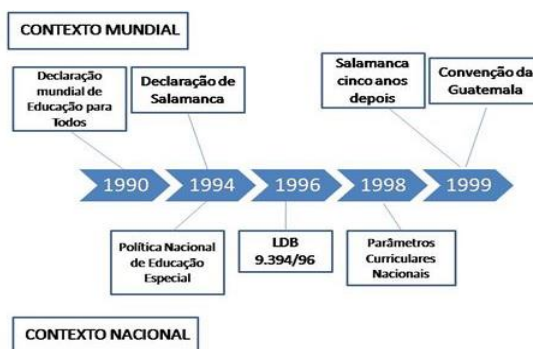 CONTEXTO MUNDIAL
Declaração
mundial de
Educação para
Todos
Declaração de
Salamanca
Salamanca
cinco anos
depois
Convenção da
Guatemala
1990
1994
1996
1998
1999
Política Nacional
de Educação
Especial
LDB
9.394/96
Parâmetros
Curriculares
Nacionais
CONTEXTO NACIONAL